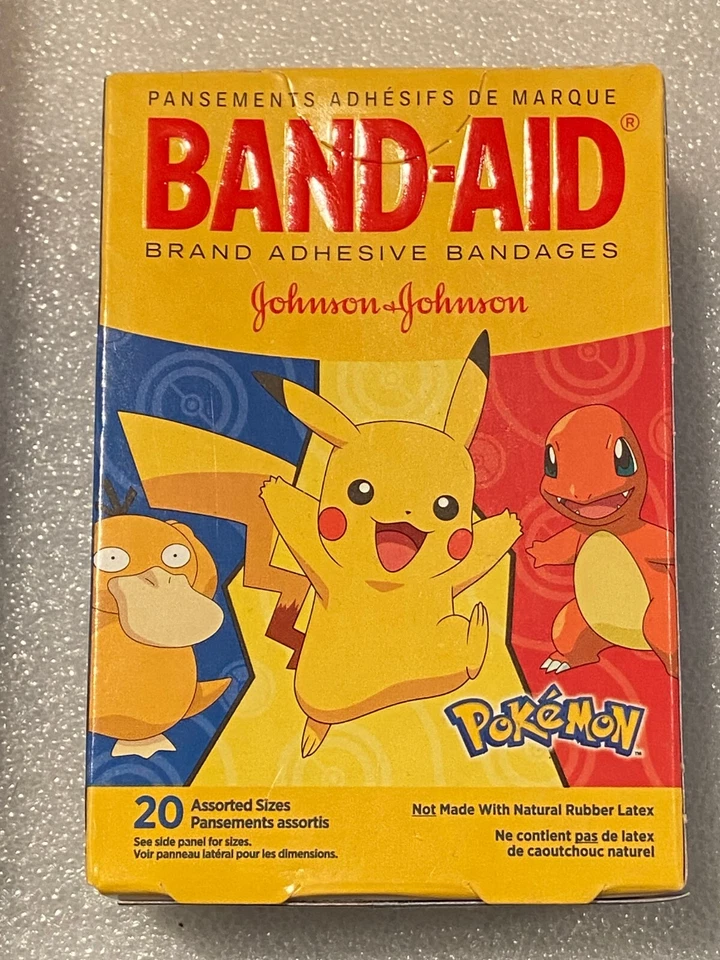 PANSEMENTS ADHÉSIFS DE MARQUE
BAND-AID®
BRAND ADHESIVE BANDAGES
Johnson & Johnson
POKéMON™
20 Assorted Sizes
Pansements assortis
See side panel for sizes.
Voir panneau latéral pour les dimensions.
Not Made With Natural Rubber Latex
Ne contient pas de latex
de caoutchouc naturel